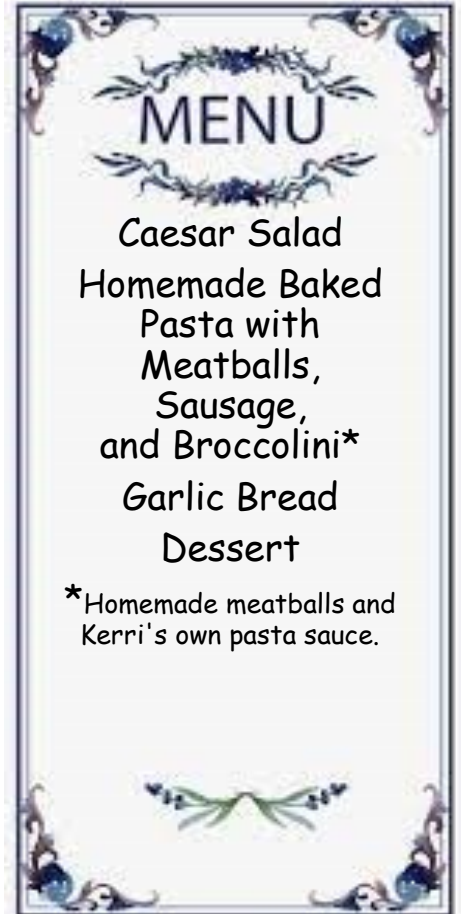 MENU
Caesar Salad
Homemade Baked
Pasta with
Meatballs,
Sausage,
and Broccolini*
Garlic Bread
Dessert
*Homemade meatballs and
Kerri's own pasta sauce.